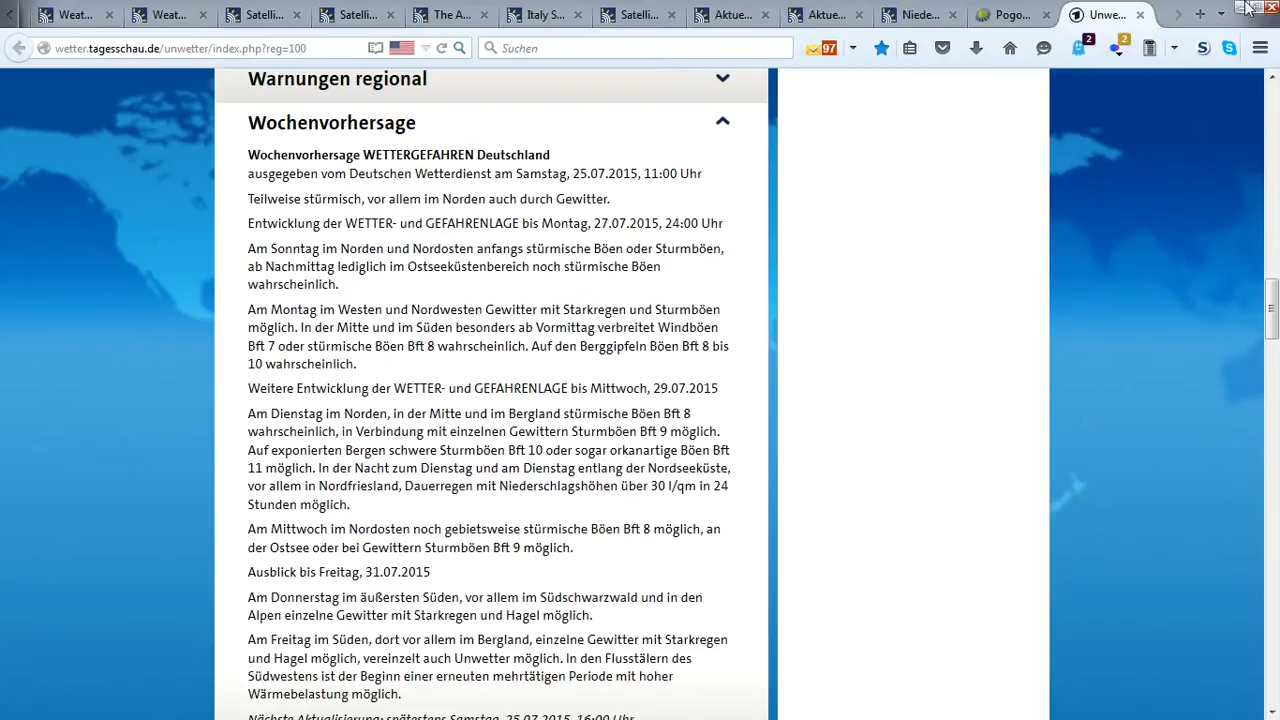 Weat...
Weat...
Satelli...
Satelli...
The A...
Italy S...
Satelli...
Aktue...
Aktue...
Niede...
Pogo...
Unwe...
wetter.tagesschau.de/unwetter/index.php?reg=100
Suchen
97
2
2
Warnungen regional
Wochenvorhersage
Wochenvorhersage WETTERGEFAHREN Deutschland
ausgegeben vom Deutschen Wetterdienst am Samstag, 25.07.2015, 11:00 Uhr
Teilweise stürmisch, vor allem im Norden auch durch Gewitter.
Entwicklung der WETTER- und GEFAHRENLAGE bis Montag, 27.07.2015, 24:00 Uhr
Am Sonntag im Norden und Nordosten anfangs stürmische Böen oder Sturmböen,
ab Nachmittag lediglich im Ostseeküstenbereich noch stürmische Böen
wahrscheinlich.
Am Montag im Westen und Nordwesten Gewitter mit Starkregen und Sturmböen
möglich. In der Mitte und im Süden besonders ab Vormittag verbreitet Windböen
Bft 7 oder stürmische Böen Bft 8 wahrscheinlich. Auf den Berggipfeln Böen Bft 8 bis
10 wahrscheinlich.
Weitere Entwicklung der WETTER- und GEFAHRENLAGE bis Mittwoch, 29.07.2015
Am Dienstag im Norden, in der Mitte und im Bergland stürmische Böen Bft 8
wahrscheinlich, in Verbindung mit einzelnen Gewittern Sturmböen Bft 9 möglich.
Auf exponierten Bergen schwere Sturmböen Bft 10 oder sogar orkanartige Böen Bft
11 möglich. In der Nacht zum Dienstag und am Dienstag entlang der Nordseeküste,
vor allem in Nordfriesland, Dauerregen mit Niederschlagshöhen über 30 l/qm in 24
Stunden möglich.
Am Mittwoch im Nordosten noch gebietsweise stürmische Böen Bft 8 möglich, an
der Ostsee oder bei Gewittern Sturmböen Bft 9 möglich.
Ausblick bis Freitag, 31.07.2015
Am Donnerstag im äußersten Süden, vor allem im Südschwarzwald und in den
Alpen einzelne Gewitter mit Starkregen und Hagel möglich.
Am Freitag im Süden, dort vor allem im Bergland, einzelne Gewitter mit Starkregen
und Hagel möglich, vereinzelt auch Unwetter möglich. In den Flusstälern des
Südwestens ist der Beginn einer erneuten mehrtätigen Periode mit hoher
Wärmebelastung möglich.
Nächste Aktualisierung: spätestens Samstag, 25.07.2015, 16:00 Uhr